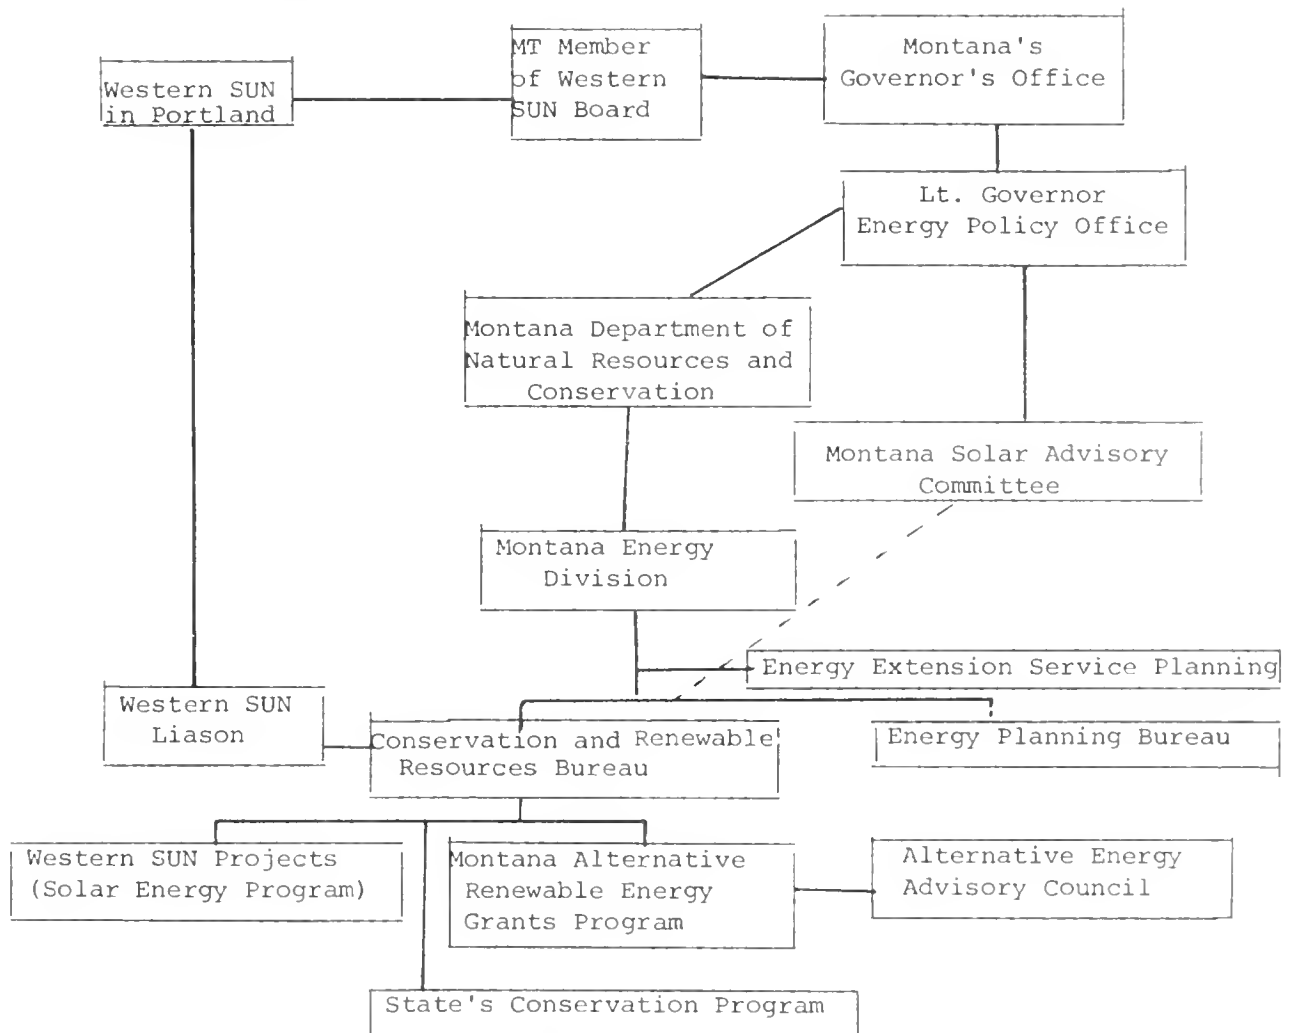 Western SUN
in Portland
MT Member
of Western
SUN Board
Montana's
Governor's Office
Lt. Governor
Energy Policy Office
Montana Department of
Natural Resources and
Conservation
Montana Solar Advisory
Committee
Montana Energy
Division
Energy Extension Service Planning
Western SUN
Liason
Conservation and Renewable
Resources Bureau
Energy Planning Bureau
Western SUN Projects
(Solar Energy Program)
Montana Alternative
Renewable Energy
Grants Program
Alternative Energy
Advisory Council
State's Conservation Program